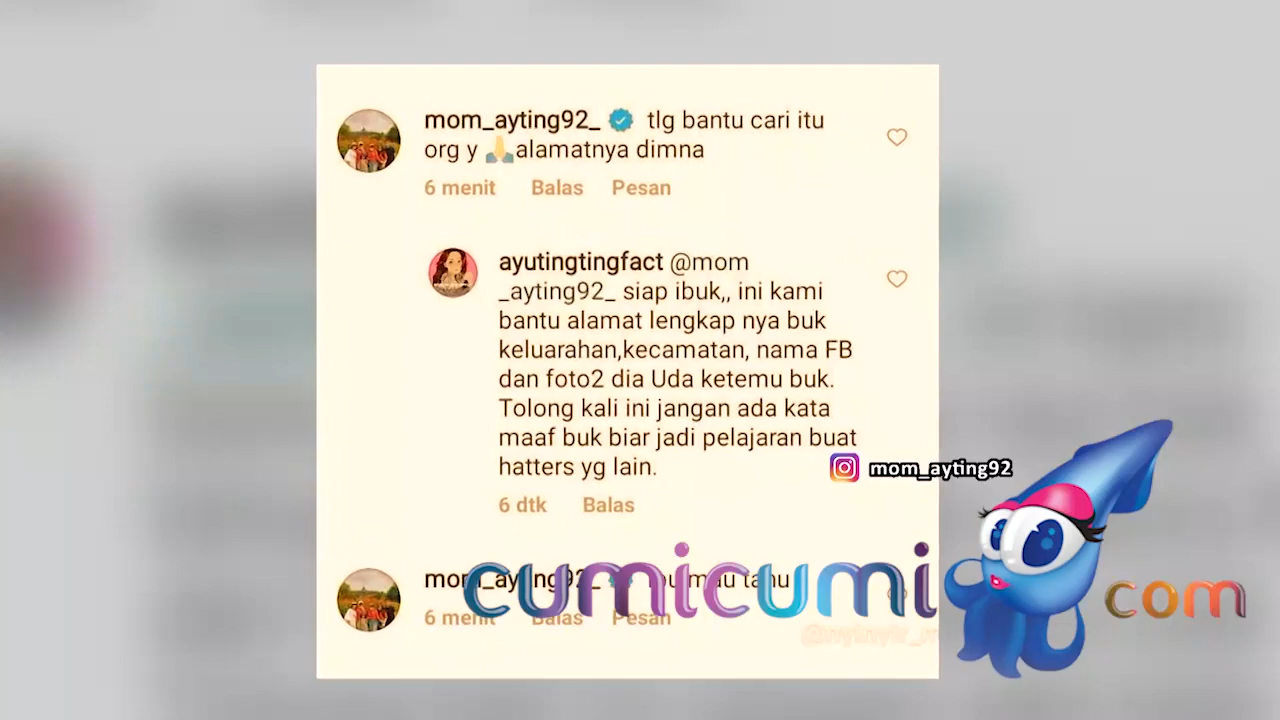 mom_ayting92_ tlg bantu cari itu
org y 🙏alamatnya dimna
6 menit Balas Pesan
ayutingtingfact @mom
_ayting92_ siap ibuk,, ini kami
bantu alamat lengkap nya buk
keluarahan,kecamatan, nama FB
dan foto2 dia Uda ketemu buk.
Tolong kali ini jangan ada kata
maaf buk biar jadi pelajaran buat
hatters yg lain.
mom_ayting92
6 dtk Balas
mom_ayting92_ mau tahu
cumicumi com
6 menit Balas Pesan